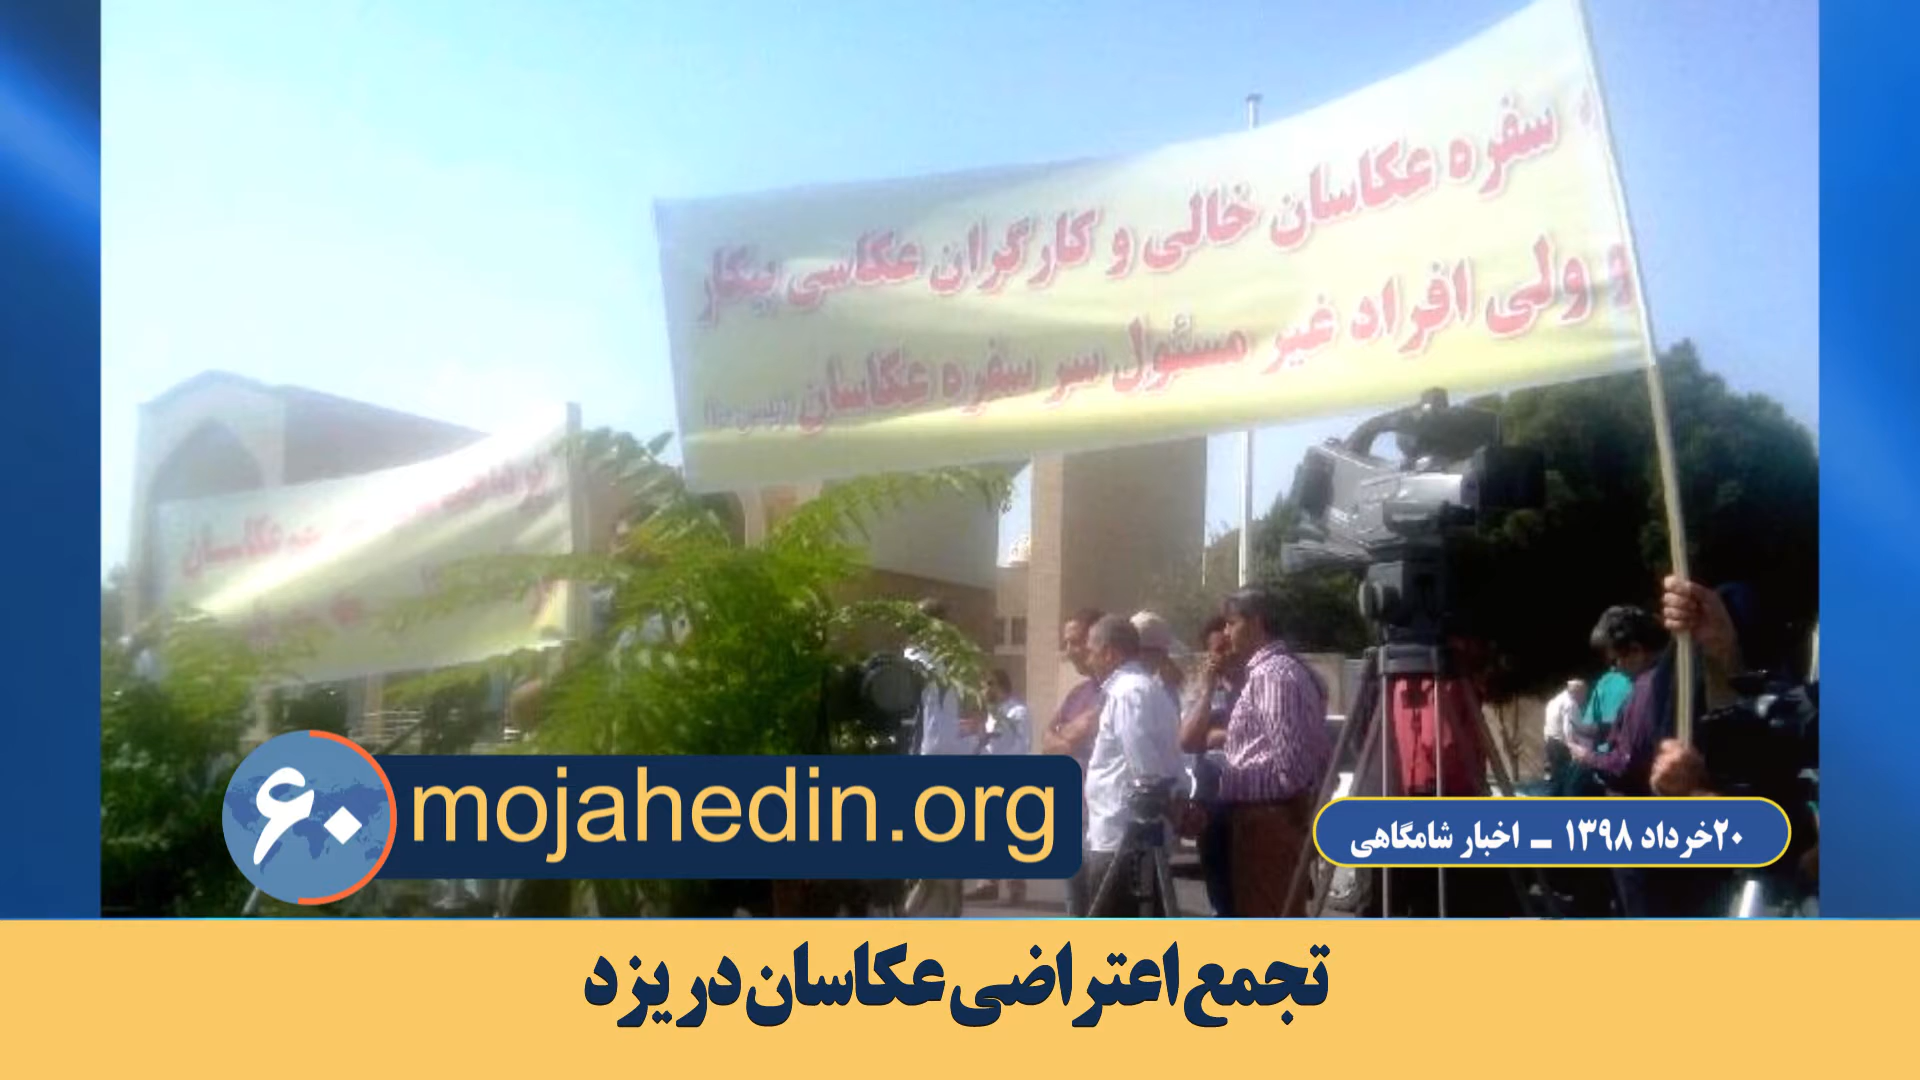 سفره عکاسان خالی و کارگران عکاسی بیکار
و ولی افراد غیر مسئول سر سفره عکاسان
عکاسان
۶۰
mojahedin.org
۲۰خرداد ۱۳۹۸ ـ اخبار شامگاهی
تجمع اعتراضی عکاسان در یزد